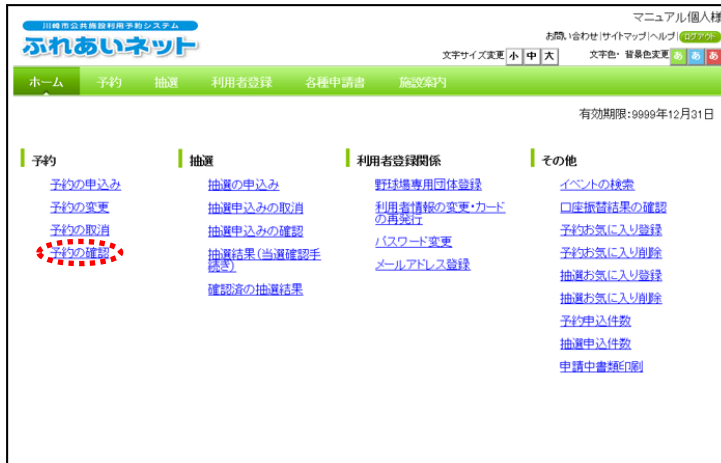 マニュアル個人様
川崎市公共施設利用予約システム
ふれあいネット
お問い合わせ|サイトマップ|ヘルプ|ログアウト
文字サイズ変更 小 中 大 文字色・背景色変更 あ あ あ
ホーム 予約 抽選 利用者登録 各種申請書 施設案内
有効期限:9999年12月31日
予約
予約の申込み
予約の変更
予約の取消
予約の確認
抽選
抽選の申込み
抽選申込みの取消
抽選申込みの確認
抽選結果(当選確認手
続き)
確認済の抽選結果
利用者登録関係
野球場専用団体登録
利用者情報の変更・カード
の再発行
パスワード変更
メールアドレス登録
その他
イベントの検索
口座振替結果の確認
予約お気に入り登録
予約お気に入り削除
抽選お気に入り登録
抽選お気に入り削除
予約申込件数
抽選申込件数
申請中書類印刷